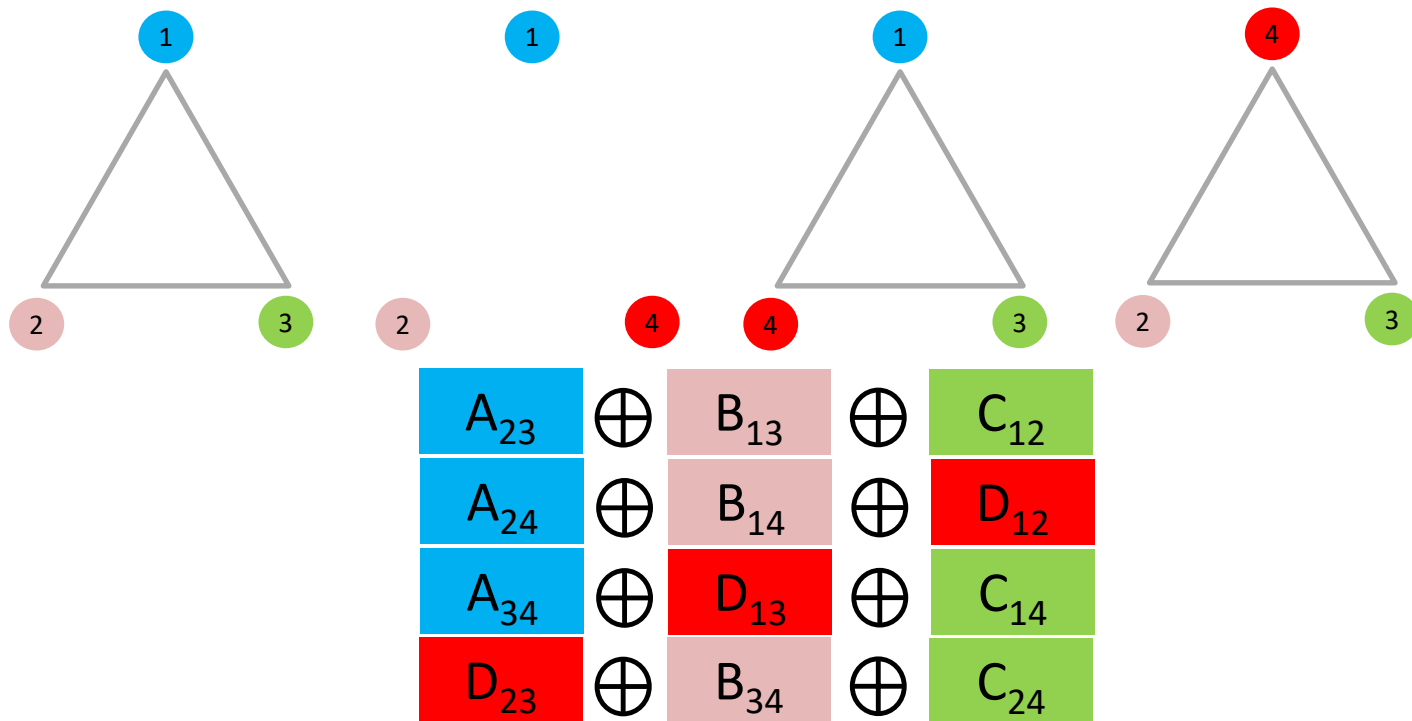 1 1 1 4
2 3 2 4 4 3 2 3
A23 ⊕ B13 ⊕ C12
A24 ⊕ B14 ⊕ D12
A34 ⊕ D13 ⊕ C14
D23 ⊕ B34 ⊕ C24